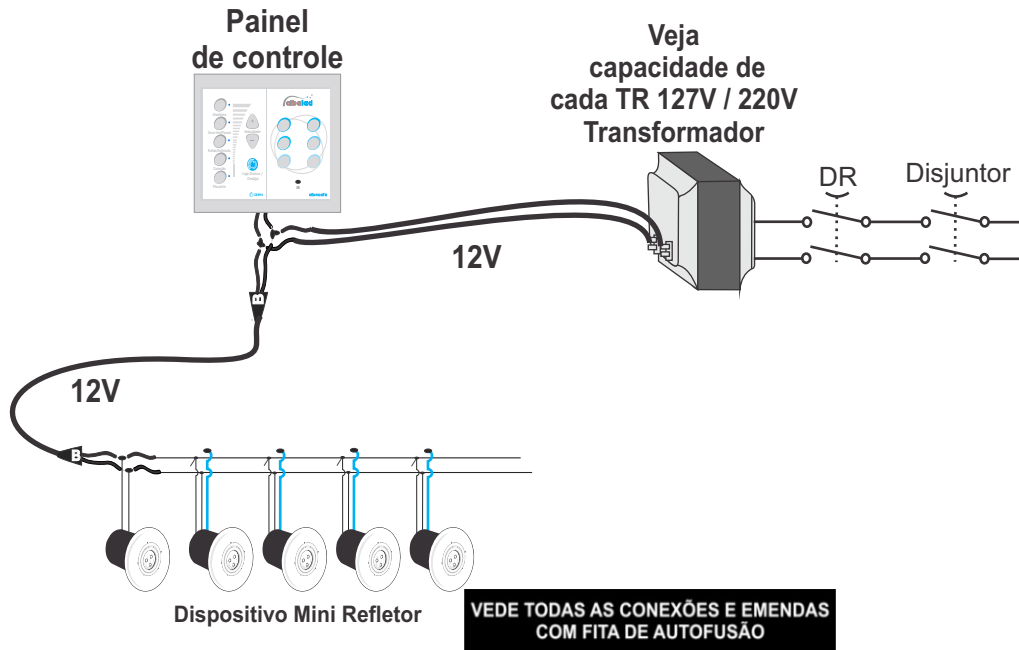 Painel
de controle
Veja
capacidade de
cada TR 127V / 220V
Transformador
DR
Disjuntor
albaled
12V
12V
Dispositivo Mini Refletor
VEDE TODAS AS CONEXÕES E EMENDAS
COM FITA DE AUTOFUSÃO